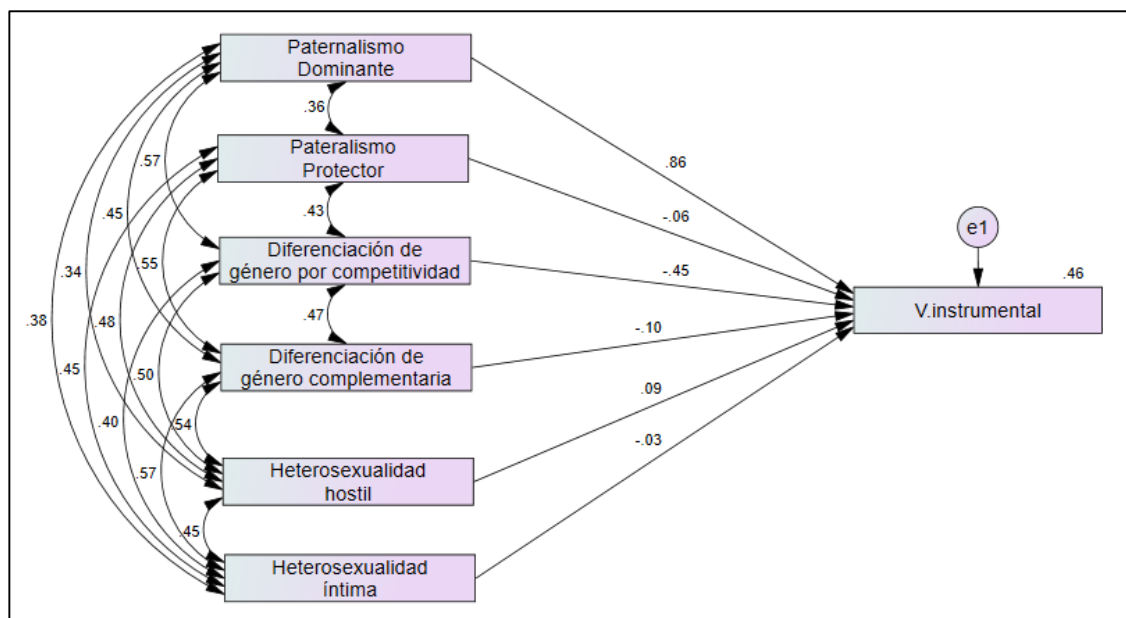 Paternalismo
Dominante
.36
Pateralismo
Protector
.86
.57
.43
-.06
.45
Diferenciación de
género por competitividad
e1
.55
-.45
.46
.34
V.instrumental
.38
.48
.47
-.10
Diferenciación de
género complementaria
.45
.50
.09
.40
.54
-.03
.57
Heterosexualidad
hostil
.45
Heterosexualidad
íntima